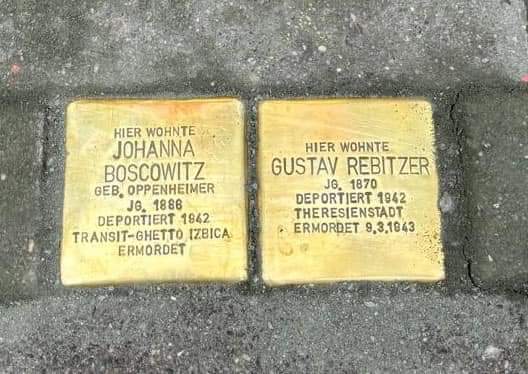 HIER WOHNTE
JOHANNA
BOSCOWITZ
GEB. OPPENHEIMER
JG. 1886
DEPORTIERT 1942
TRANSIT-GHETTO IZBICA
ERMORDET
HIER WOHNTE
GUSTAV REBITZER
JG. 1870
DEPORTIERT 1942
THERESIENSTADT
ERMORDET 9.3.1943